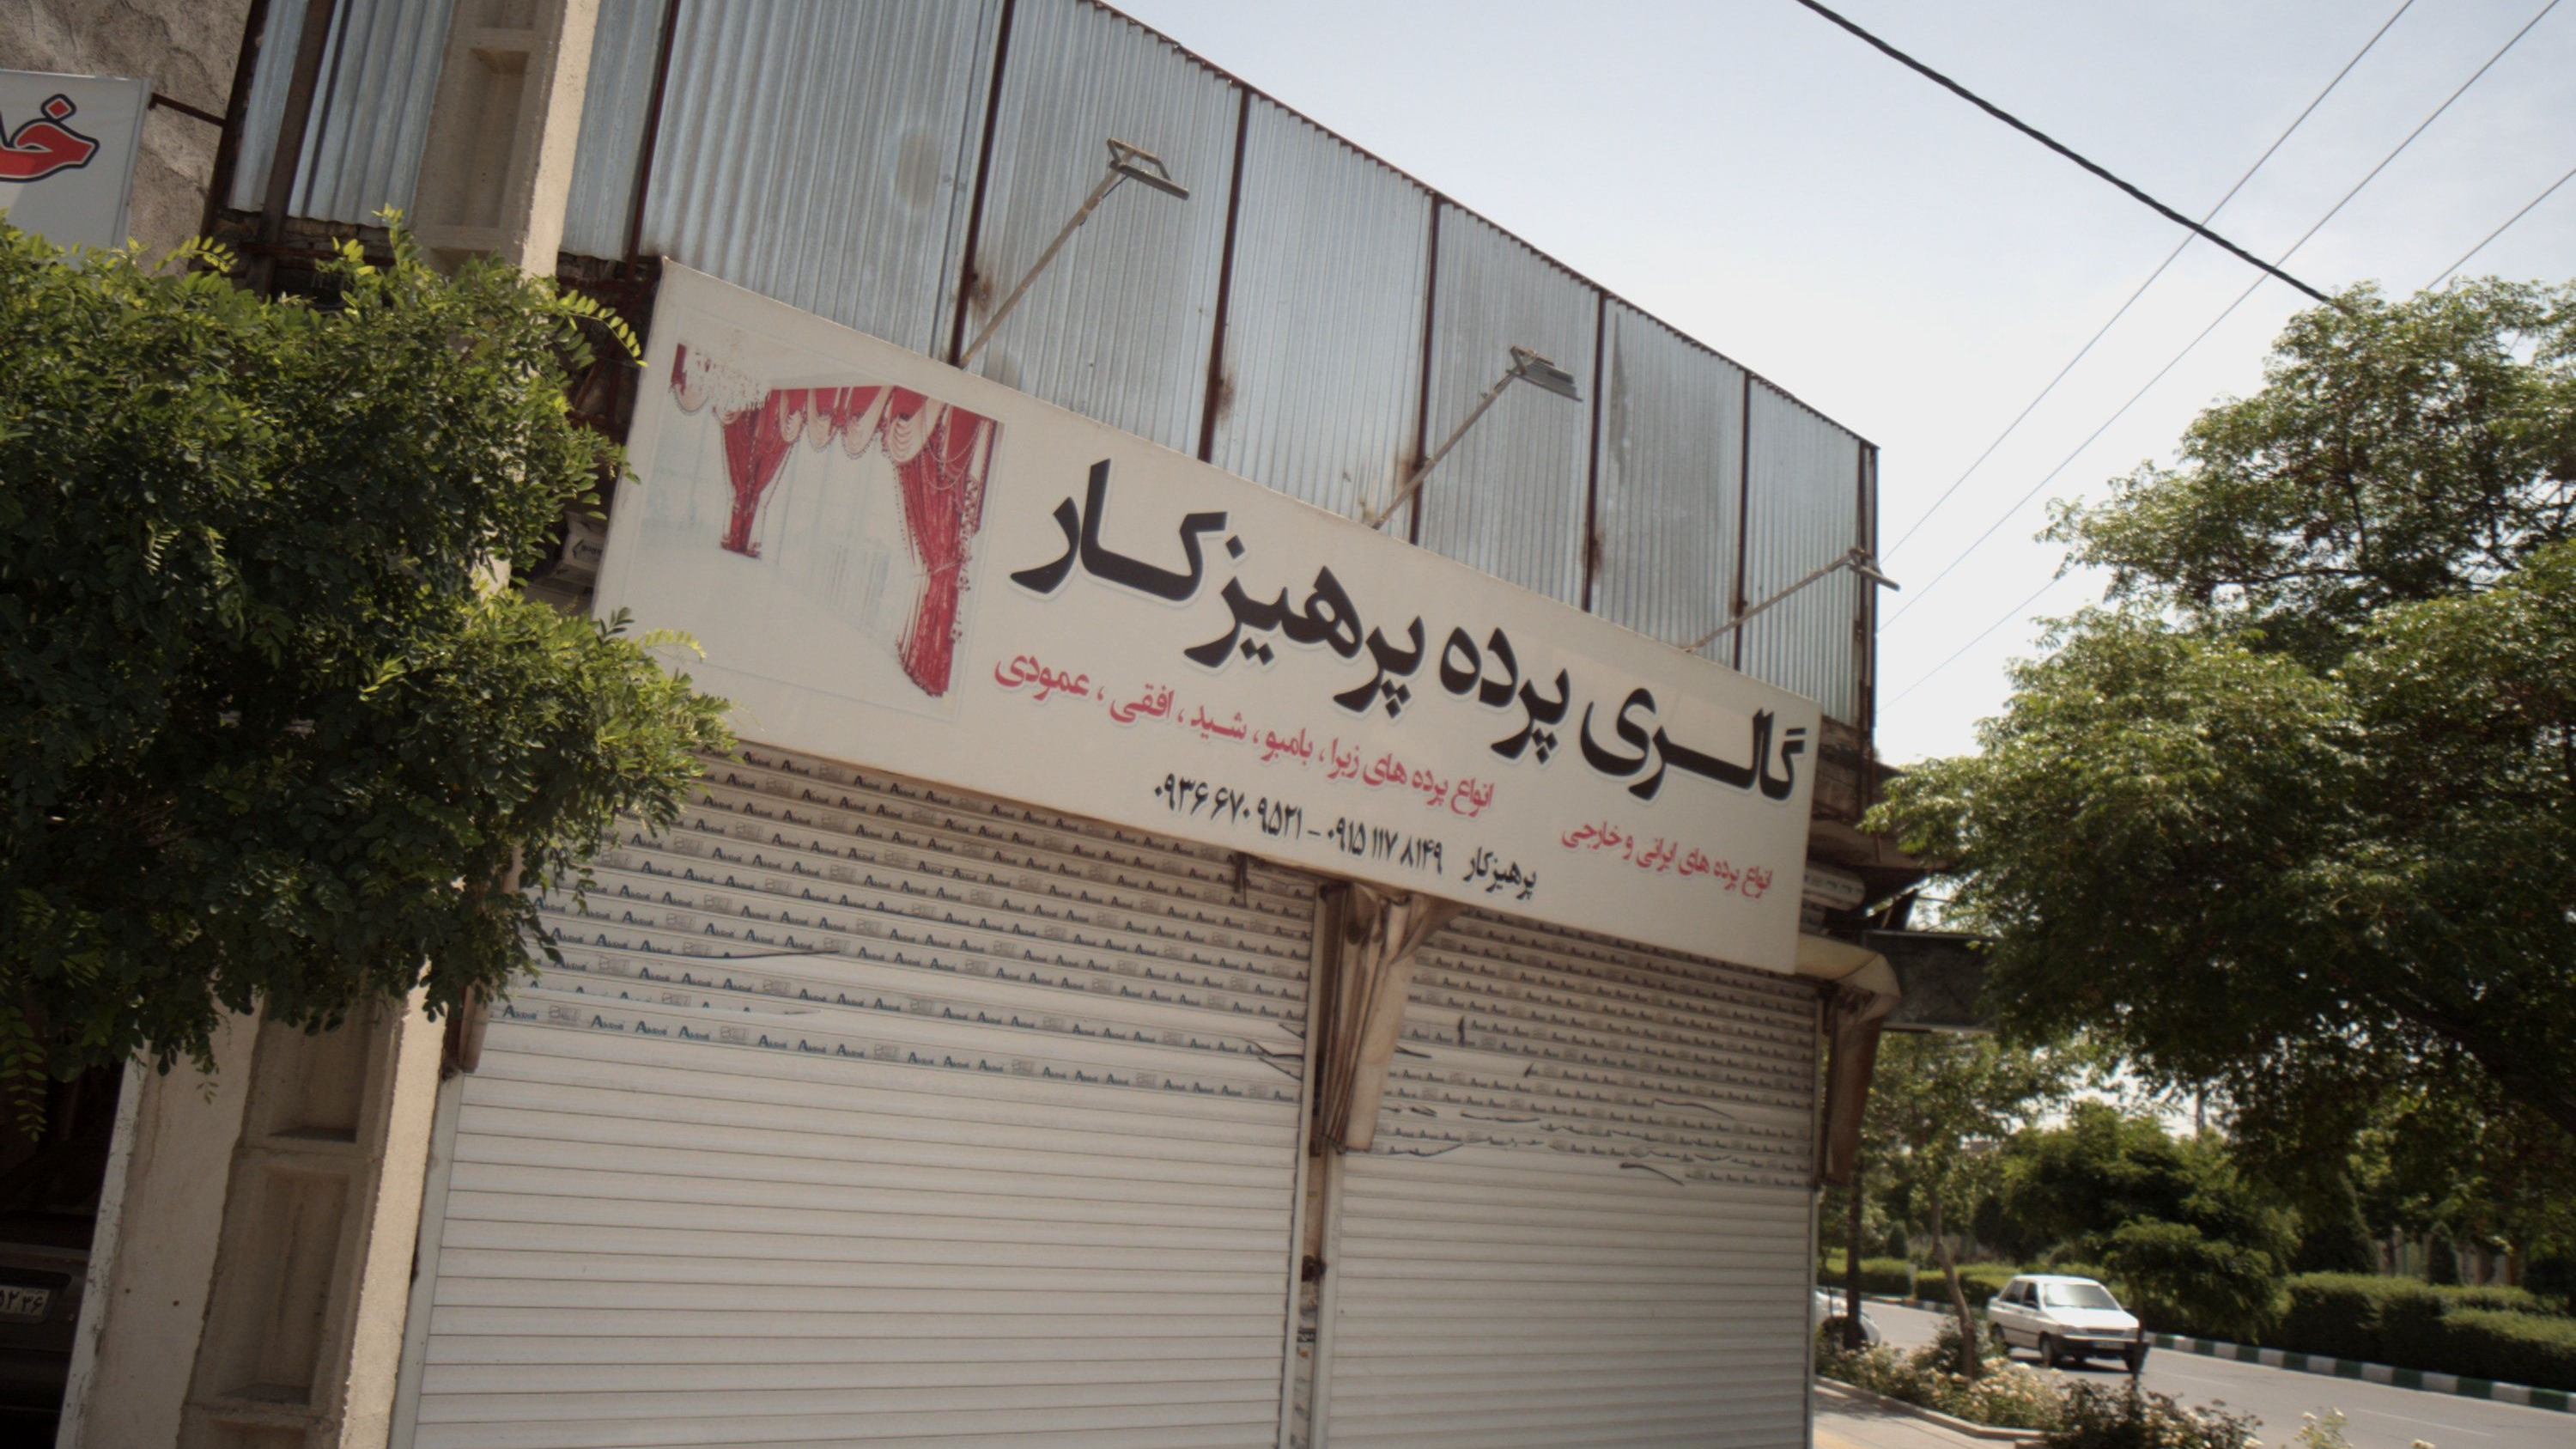 گالری پرده پرهیزکار
انواع پرده های زبرا، بامبو، شید، افقی، عمودی
انواع پرده های ایرانی و خارجی
پرهیزکار ۰۹۱۵ ۱۱۷ ۸۱۴۹ - ۰۹۳۶ ۶۷۰ ۹۵۲۱